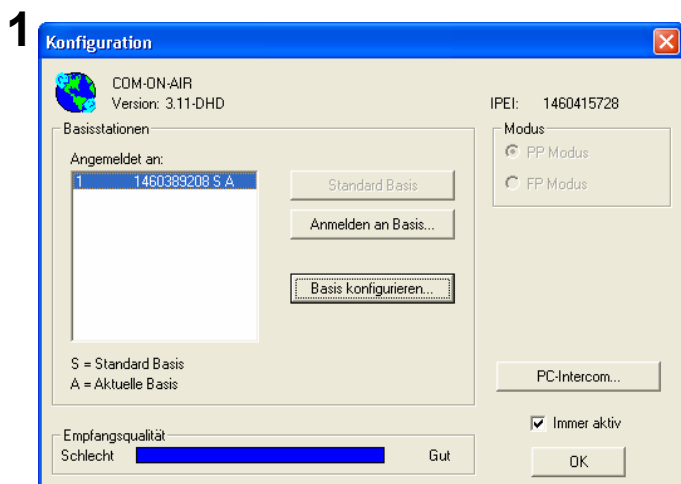 1
Konfiguration
COM-ON-AIR
Version: 3.11-DHD
IPEI: 1460415728
Basisstationen
Angemeldet an:
1 1460389208 S A
Standard Basis
Anmelden an Basis...
Basis konfigurieren...
S = Standard Basis
A = Aktuelle Basis
Modus
PP Modus
FP Modus
PC-Intercom...
Immer aktiv
Empfangsqualität
Schlecht Gut
OK